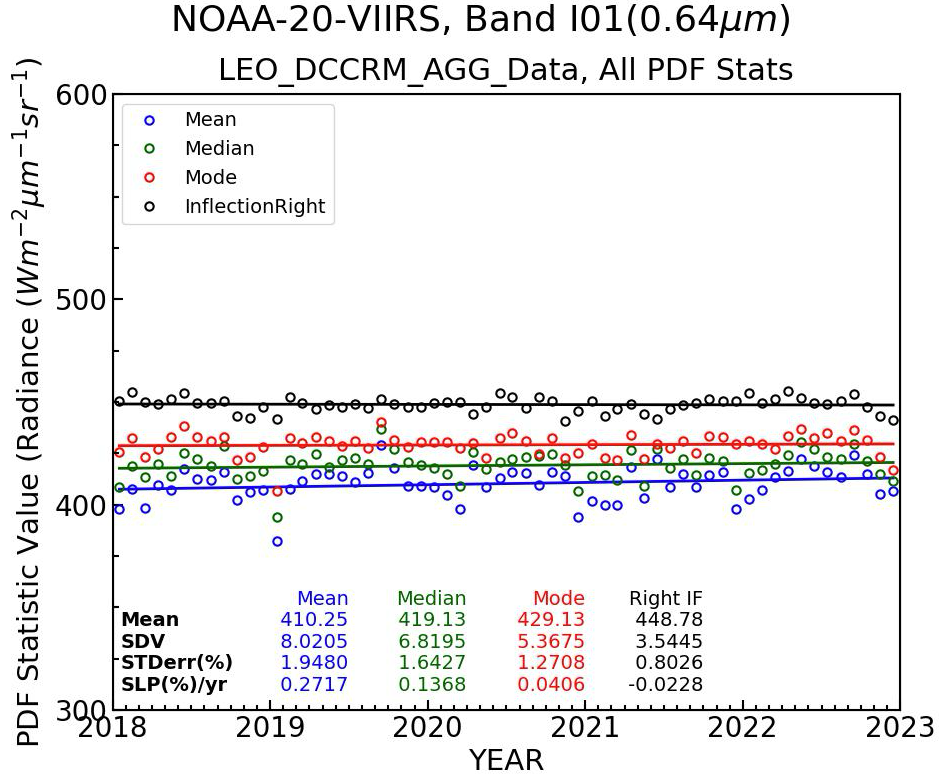 NOAA-20-VIIRS, Band I01(0.64μm)
LEO_DCCRM_AGG_Data, All PDF Stats
PDF Statistic Value (Radiance (Wm⁻²μm⁻¹sr⁻¹)
600
500
400
300
Mean
Median
Mode
InflectionRight
Mean Median Mode Right IF
Mean 410.25 419.13 429.13 448.78
SDV 8.0205 6.8195 5.3675 3.5445
STDerr(%) 1.9480 1.6427 1.2708 0.8026
SLP(%)/yr 0.2717 0.1368 0.0406 -0.0228
2018 2019 2020 2021 2022 2023
YEAR